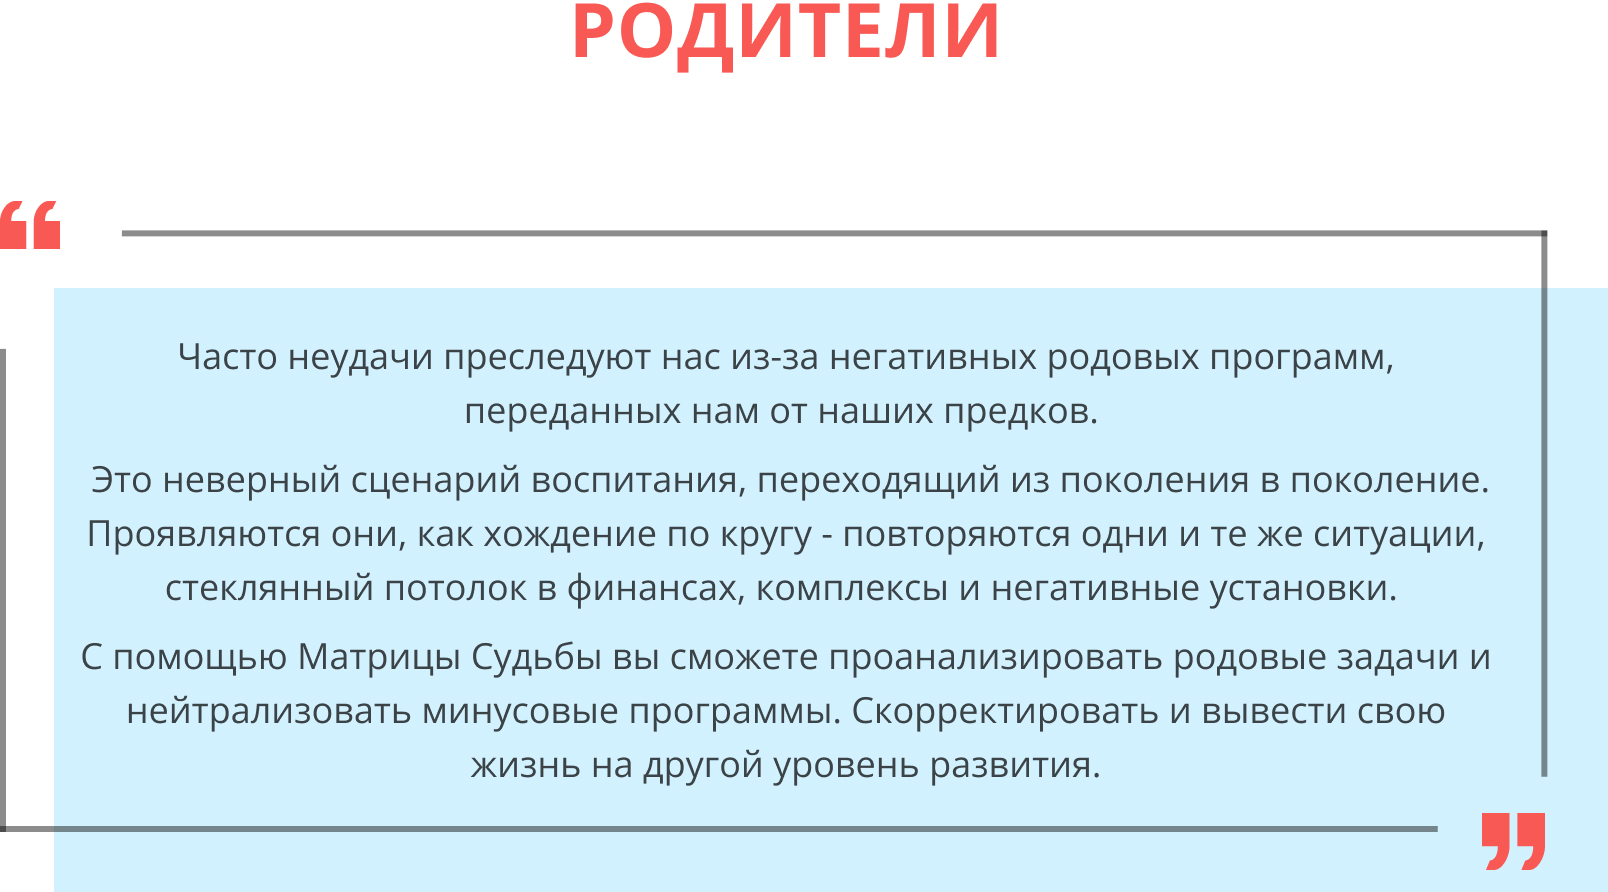 РОДИТЕЛИ
Часто неудачи преследуют нас из-за негативных родовых программ,
переданных нам от наших предков.
Это неверный сценарий воспитания, переходящий из поколения в поколение.
Проявляются они, как хождение по кругу - повторяются одни и те же ситуации,
стеклянный потолок в финансах, комплексы и негативные установки.
С помощью Матрицы Судьбы вы сможете проанализировать родовые задачи и
нейтрализовать минусовые программы. Скорректировать и вывести свою
жизнь на другой уровень развития.